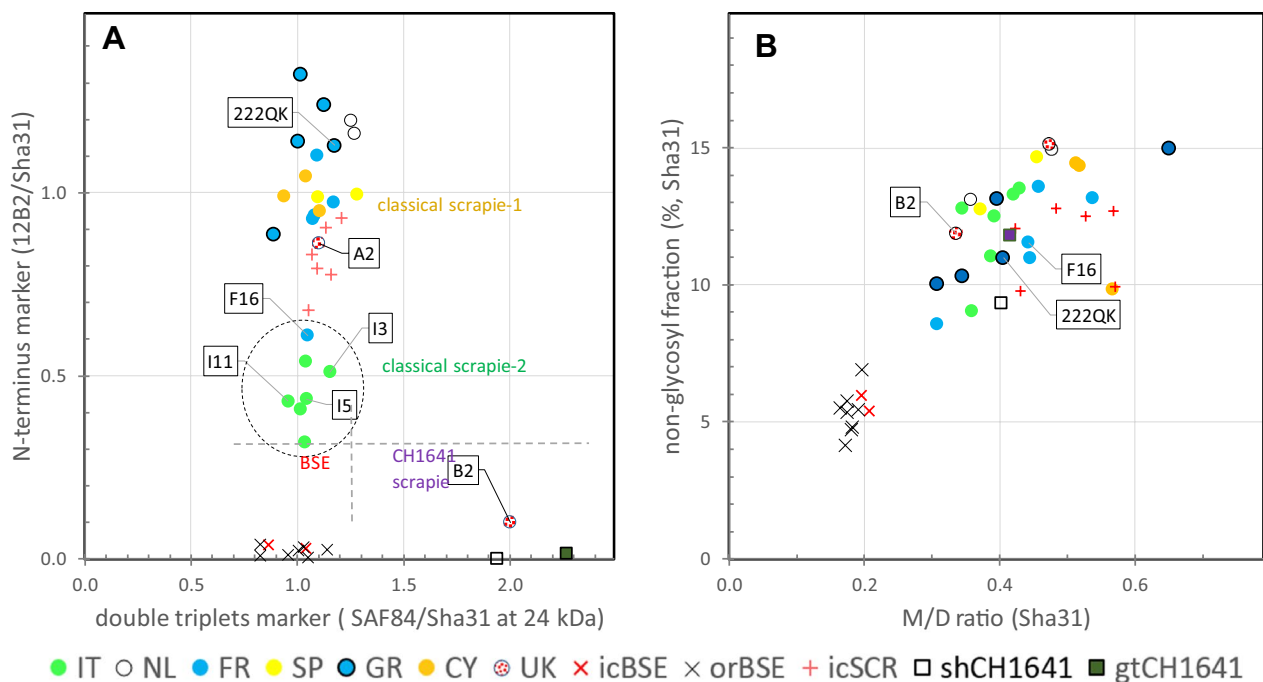 A
B
N-terminus marker (12B2/Sha31)
1.0
0.5
0.0
222QK
classical scrapie-1
A2
F16
I3
I11
classical scrapie-2
I5
BSE
CH1641
scrapie
B2
0.0
0.5
1.0
1.5
2.0
double triplets marker ( SAF84/Sha31 at 24 kDa)
non-glycosyl fraction (%, Sha31)
15
10
5
0
B2
F16
222QK
0.0
0.2
0.4
0.6
M/D ratio (Sha31)
IT NL FR SP GR CY UK icBSE orBSE icSCR shCH1641 gtCH1641